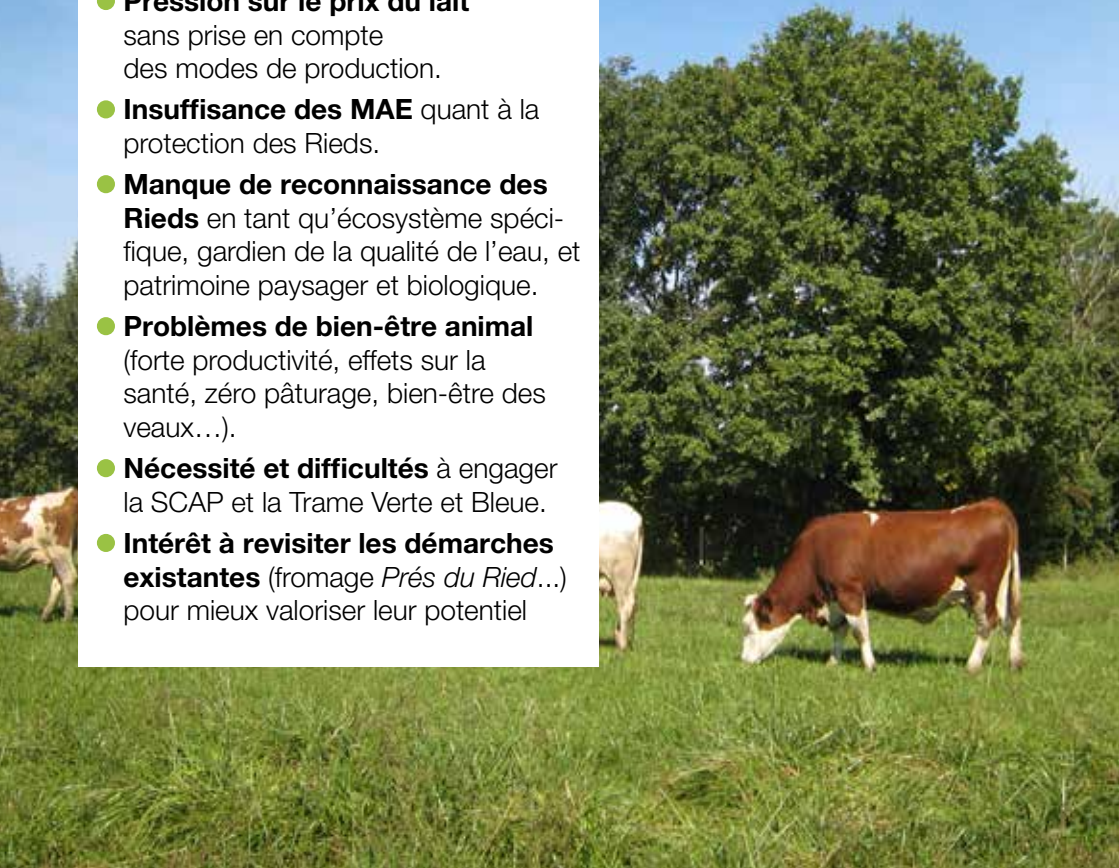 ● Pression sur le prix du lait
sans prise en compte
des modes de production.
● Insuffisance des MAE quant à la
protection des Rieds.
● Manque de reconnaissance des
Rieds en tant qu'écosystème spéci-
fique, gardien de la qualité de l'eau, et
patrimoine paysager et biologique.
● Problèmes de bien-être animal
(forte productivité, effets sur la
santé, zéro pâturage, bien-être des
veaux…).
● Nécessité et difficultés à engager
la SCAP et la Trame Verte et Bleue.
● Intérêt à revisiter les démarches
existantes (fromage Prés du Ried...)
pour mieux valoriser leur potentiel